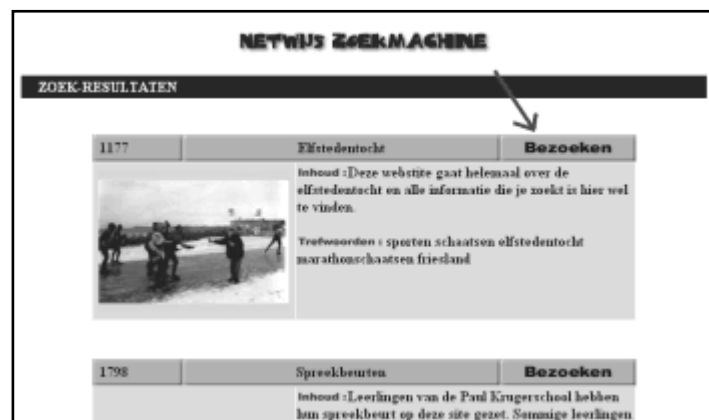 NETWIJS ZOEKMACHINE
ZOEK-RESULTATEN
1177 Elfstedentocht Bezoeken
Inhoud : Deze webstite gaat helemaal over de
elfstedentocht en alle informatie die je zoekt is hier wel
te vinden.
Trefwoorden : sporten schaatsen elfstedentocht
marathonschaatsen friesland
1798 Spreekbeurten Bezoeken
Inhoud : Leerlingen van de Paul Krugerschool hebben
hun spreekbeurt op deze site gezet. Sommige leerlingen